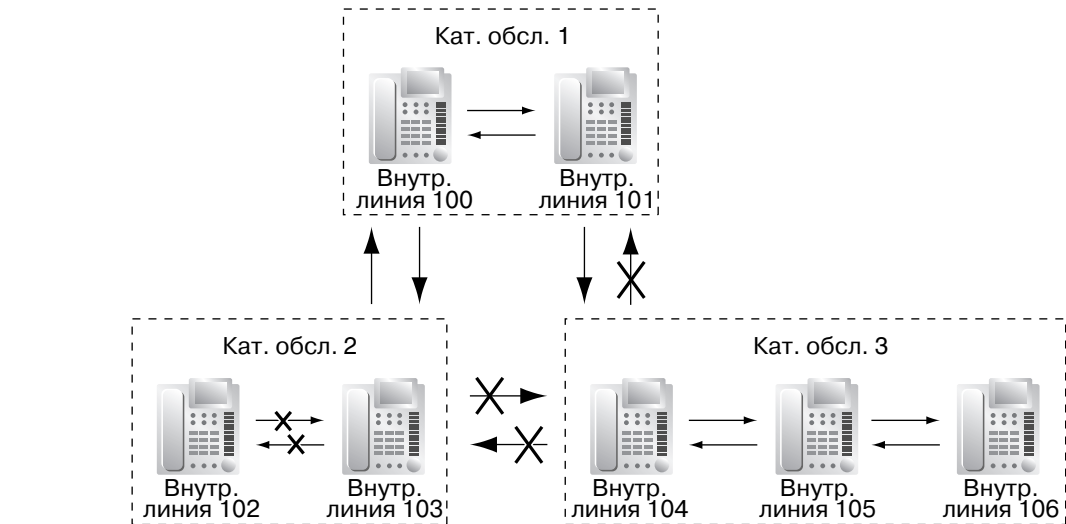 Кат. обсл. 1
Внутр.
линия 100
Внутр.
линия 101
Кат. обсл. 2
Внутр.
линия 102
Внутр.
линия 103
Кат. обсл. 3
Внутр.
линия 104
Внутр.
линия 105
Внутр.
линия 106